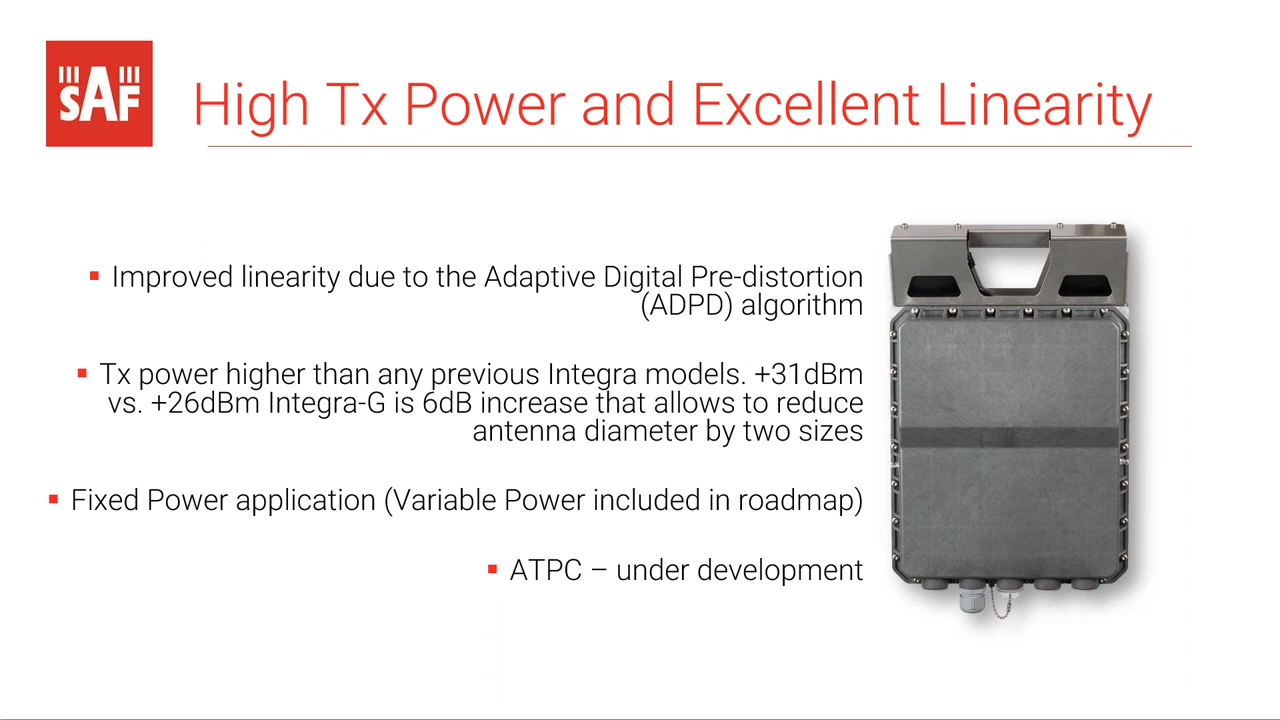 SAF
High Tx Power and Excellent Linearity
▪ Improved linearity due to the Adaptive Digital Pre-distortion
(ADPD) algorithm
▪ Tx power higher than any previous Integra models. +31dBm
vs. +26dBm Integra-G is 6dB increase that allows to reduce
antenna diameter by two sizes
▪ Fixed Power application (Variable Power included in roadmap)
▪ ATPC – under development